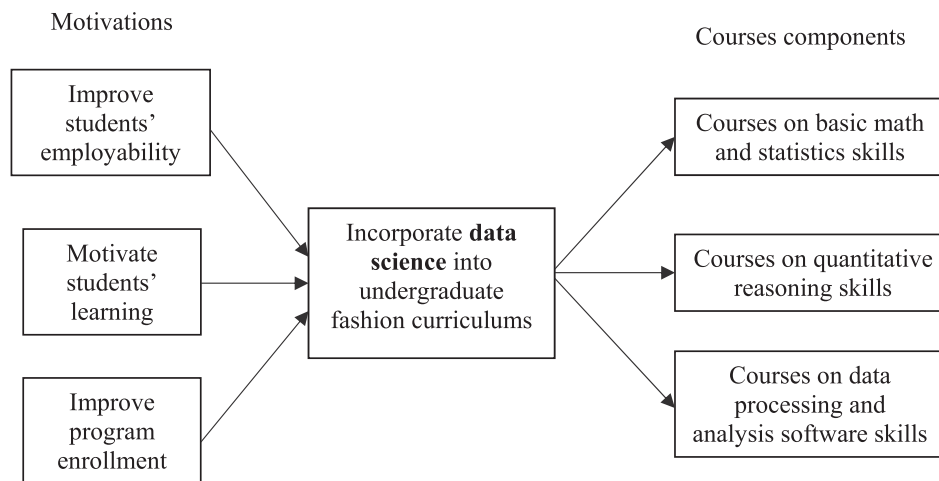 Motivations
Improve
students’
employability
Motivate
students’
learning
Improve
program
enrollment
Incorporate data
science into
undergraduate
fashion curriculums
Courses components
Courses on basic math
and statistics skills
Courses on quantitative
reasoning skills
Courses on data
processing and
analysis software skills